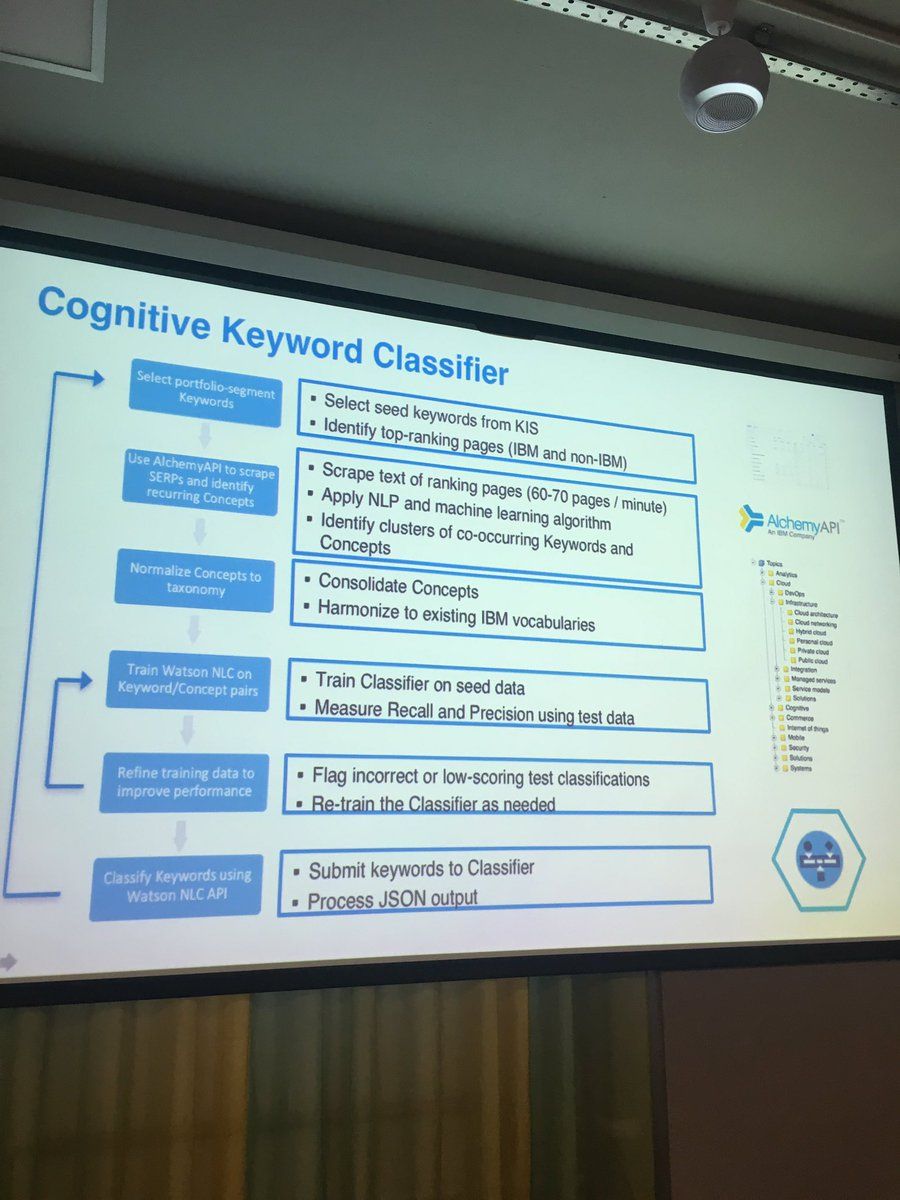 Cognitive Keyword Classifier
Select portfolio-segment
Keywords
▪ Select seed keywords from KIS
▪ Identify top-ranking pages (IBM and non-IBM)
Use AlchemyAPI to scrape
SERPs and identify
recurring Concepts
▪ Scrape text of ranking pages (60-70 pages / minute)
▪ Apply NLP and machine learning algorithm
▪ Identify clusters of co-occurring Keywords and
Concepts
Normalize Concepts to
taxonomy
▪ Consolidate Concepts
▪ Harmonize to existing IBM vocabularies
Train Watson NLC on
Keyword/Concept pairs
▪ Train Classifier on seed data
▪ Measure Recall and Precision using test data
Refine training data to
improve performance
▪ Flag incorrect or low-scoring test classifications
▪ Re-train the Classifier as needed
Classify Keywords using
Watson NLC API
▪ Submit keywords to Classifier
▪ Process JSON output
AlchemyAPI™
An IBM Company
Topics
Analytics
Cloud
DevOps
Infrastructure
Cloud architecture
Cloud networking
Hybrid cloud
Personal cloud
Private cloud
Public cloud
Integration
Managed services
Service models
Solutions
Cognitive
Commerce
Internet of things
Mobile
Security
Solutions
Systems